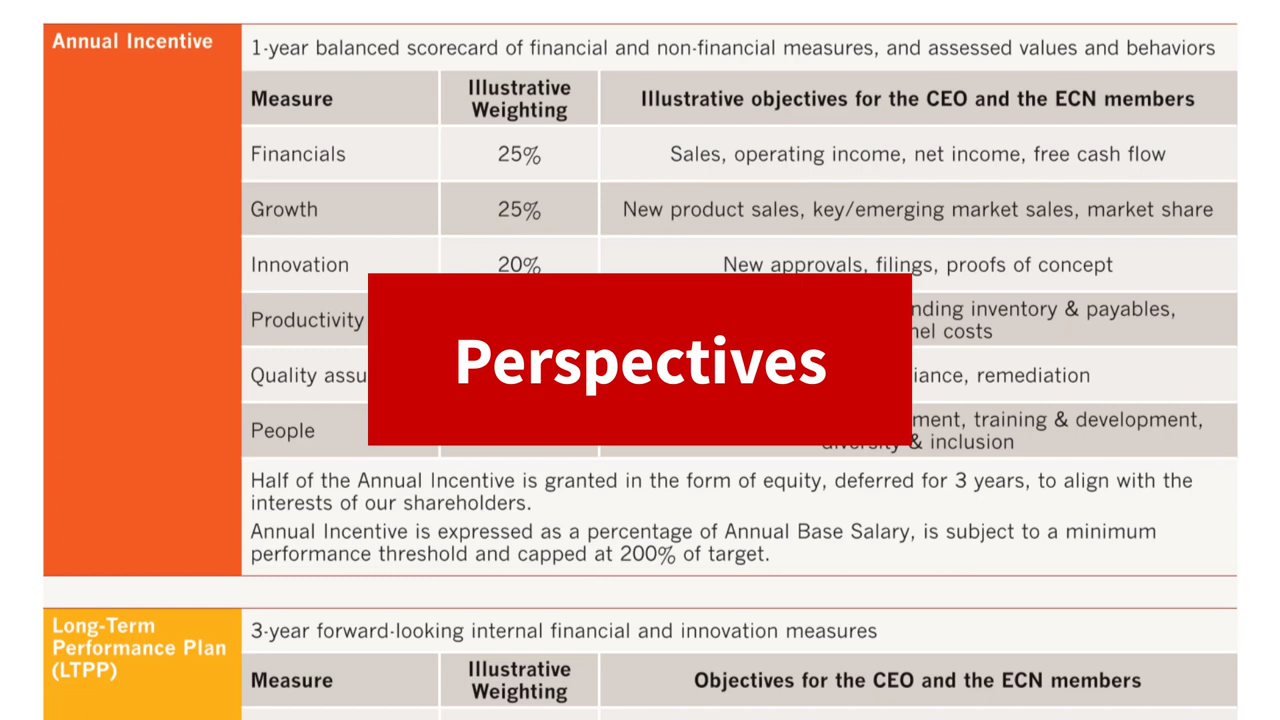 Annual Incentive
1-year balanced scorecard of financial and non-financial measures, and assessed values and behaviors
Measure
Illustrative
Weighting
Illustrative objectives for the CEO and the ECN members
Financials
25%
Sales, operating income, net income, free cash flow
Growth
25%
New product sales, key/emerging market sales, market share
Innovation
20%
New approvals, filings, proofs of concept
Productivity
inventory & payables,
costs
Quality
remediation
People
training & development,
& inclusion
Perspectives
Half of the Annual Incentive is granted in the form of equity, deferred for 3 years, to align with the
interests of our shareholders.
Annual Incentive is expressed as a percentage of Annual Base Salary, is subject to a minimum
performance threshold and capped at 200% of target.
Long-Term
Performance Plan
(LTPP)
3-year forward-looking internal financial and innovation measures
Measure
Illustrative
Weighting
Objectives for the CEO and the ECN members